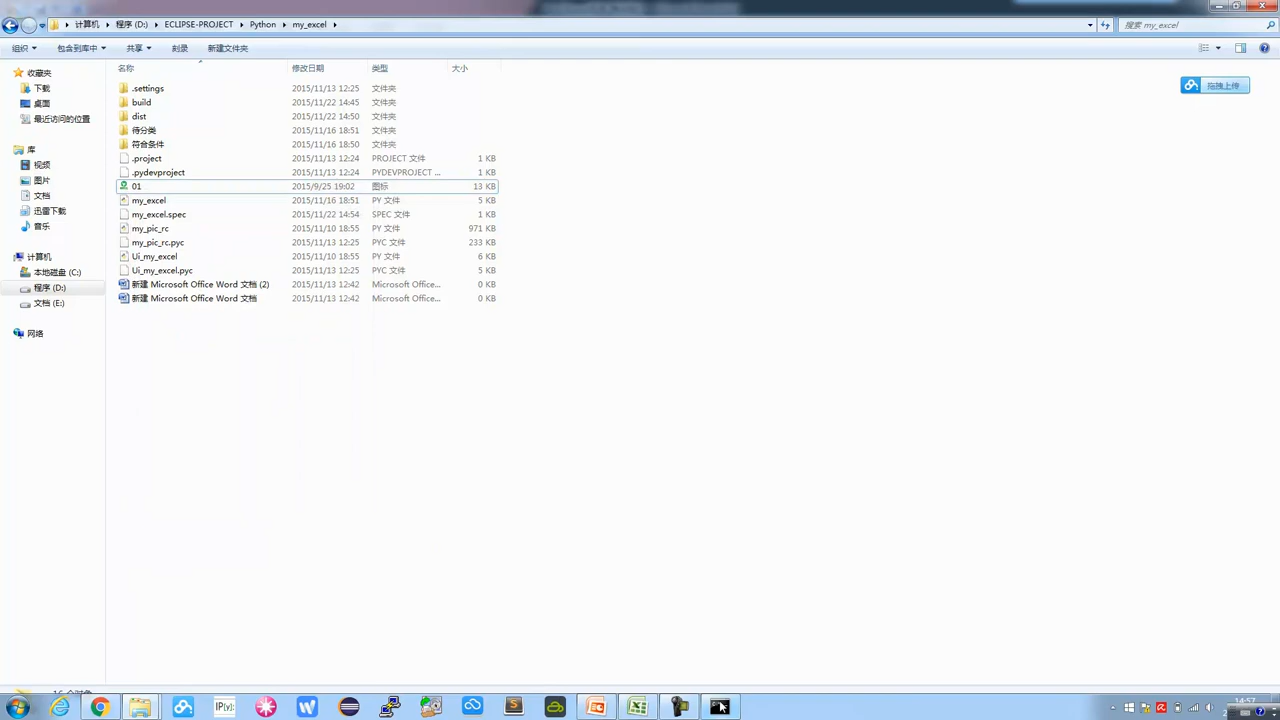 计算机 ▸ 程序 (D:) ▸ ECLIPSE-PROJECT ▸ Python ▸ my_excel ▸
搜索 my_excel
组织 包含到库中 共享 刻录 新建文件夹
名称 修改日期 类型 大小
收藏夹
下载
桌面
最近访问的位置
库
视频
图片
文档
迅雷下载
音乐
计算机
本地磁盘 (C:)
程序 (D:)
文档 (E:)
网络
.settings 2015/11/13 12:25 文件夹
build 2015/11/22 14:45 文件夹
dist 2015/11/22 14:50 文件夹
待分类 2015/11/16 18:51 文件夹
符合条件 2015/11/16 18:50 文件夹
.project 2015/11/13 12:24 PROJECT 文件 1 KB
.pydevproject 2015/11/13 12:24 PYDEVPROJECT ... 1 KB
01 2015/9/25 19:02 图标 13 KB
my_excel 2015/11/16 18:51 PY 文件 5 KB
my_excel.spec 2015/11/22 14:54 SPEC 文件 1 KB
my_pic_rc 2015/11/10 18:55 PY 文件 971 KB
my_pic_rc.pyc 2015/11/13 12:25 PYC 文件 233 KB
Ui_my_excel 2015/11/10 18:55 PY 文件 6 KB
Ui_my_excel.pyc 2015/11/13 12:25 PYC 文件 5 KB
新建 Microsoft Office Word 文档 (2) 2015/11/13 12:42 Microsoft Office... 0 KB
新建 Microsoft Office Word 文档 2015/11/13 12:42 Microsoft Office... 0 KB
拖拽上传
IP[y]:
14:57